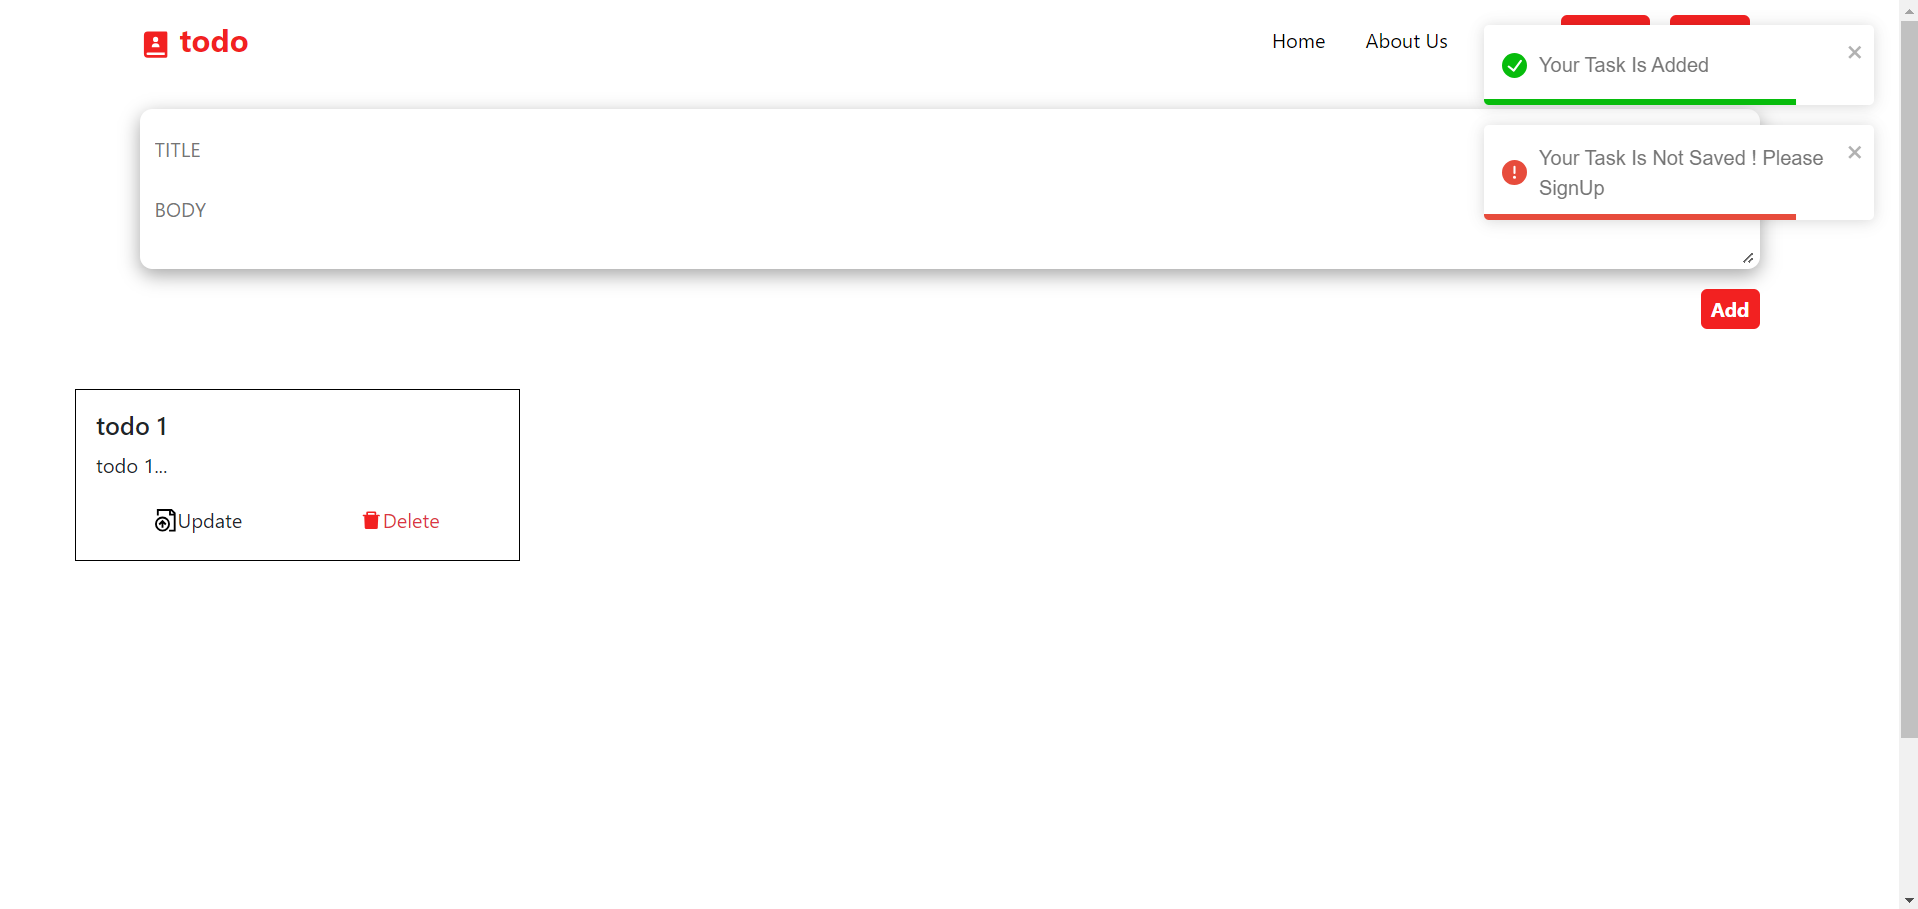 todo
Home
About Us
Your Task Is Added
Your Task Is Not Saved ! Please
SignUp
TITLE
BODY
Add
todo 1
todo 1...
Update
Delete